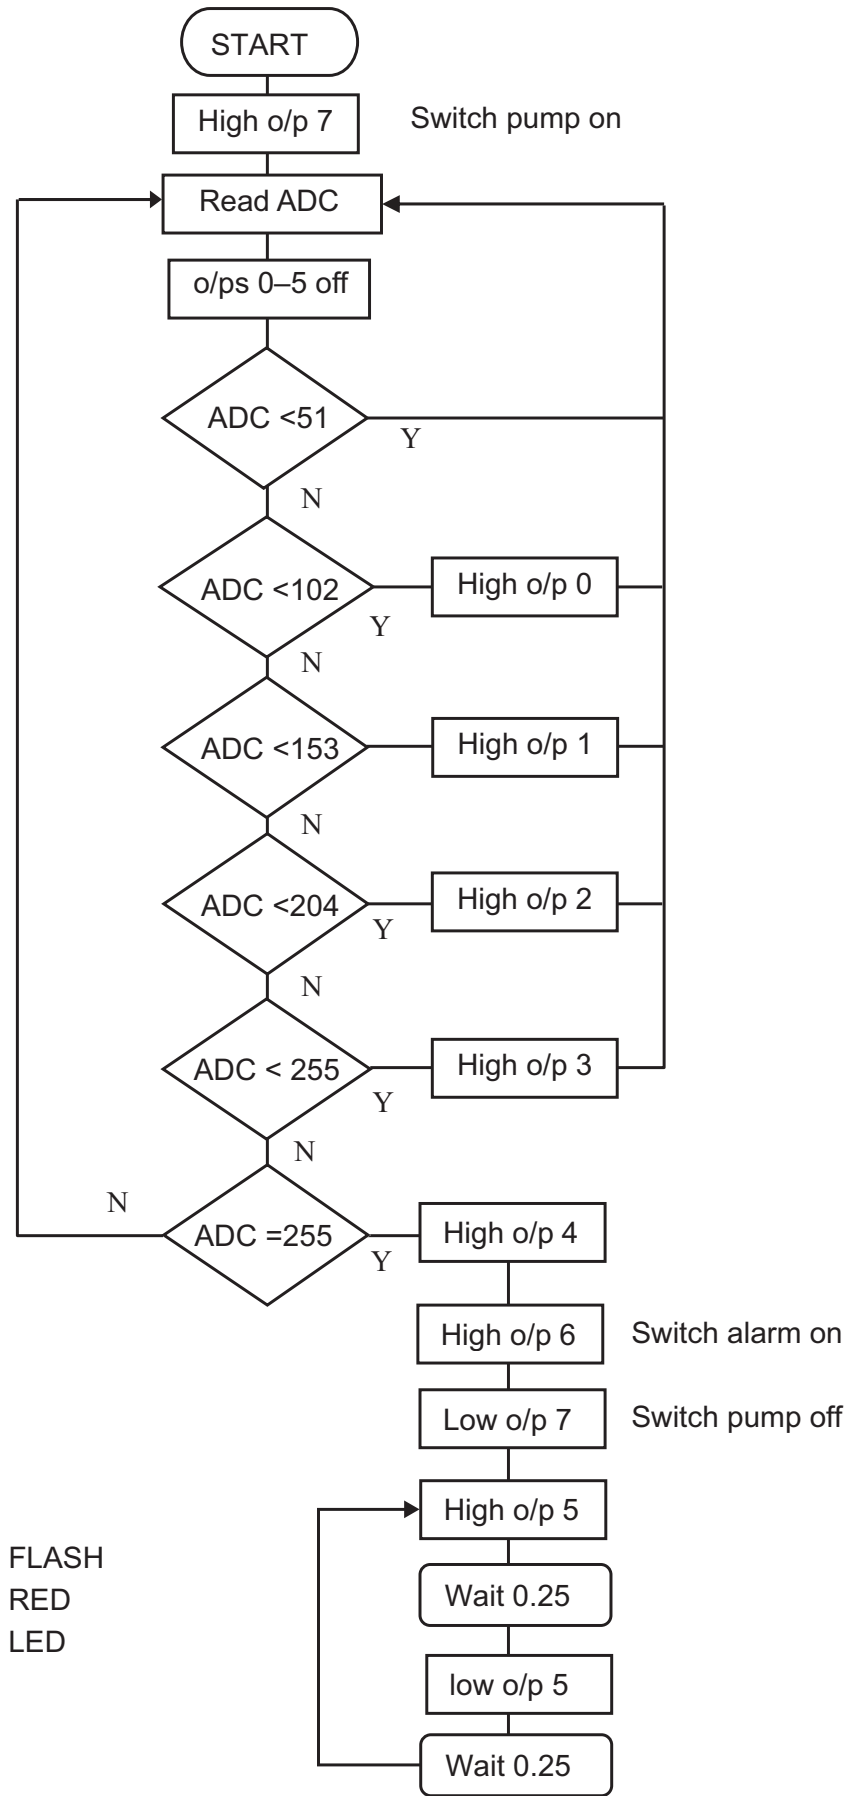 START
High o/p 7
Switch pump on
Read ADC
o/ps 0–5 off
ADC <51
Y
N
ADC <102
Y
High o/p 0
N
ADC <153
High o/p 1
N
ADC <204
Y
High o/p 2
N
ADC < 255
Y
High o/p 3
N
N
ADC =255
Y
High o/p 4
High o/p 6
Switch alarm on
Low o/p 7
Switch pump off
High o/p 5
FLASH
RED
LED
Wait 0.25
low o/p 5
Wait 0.25